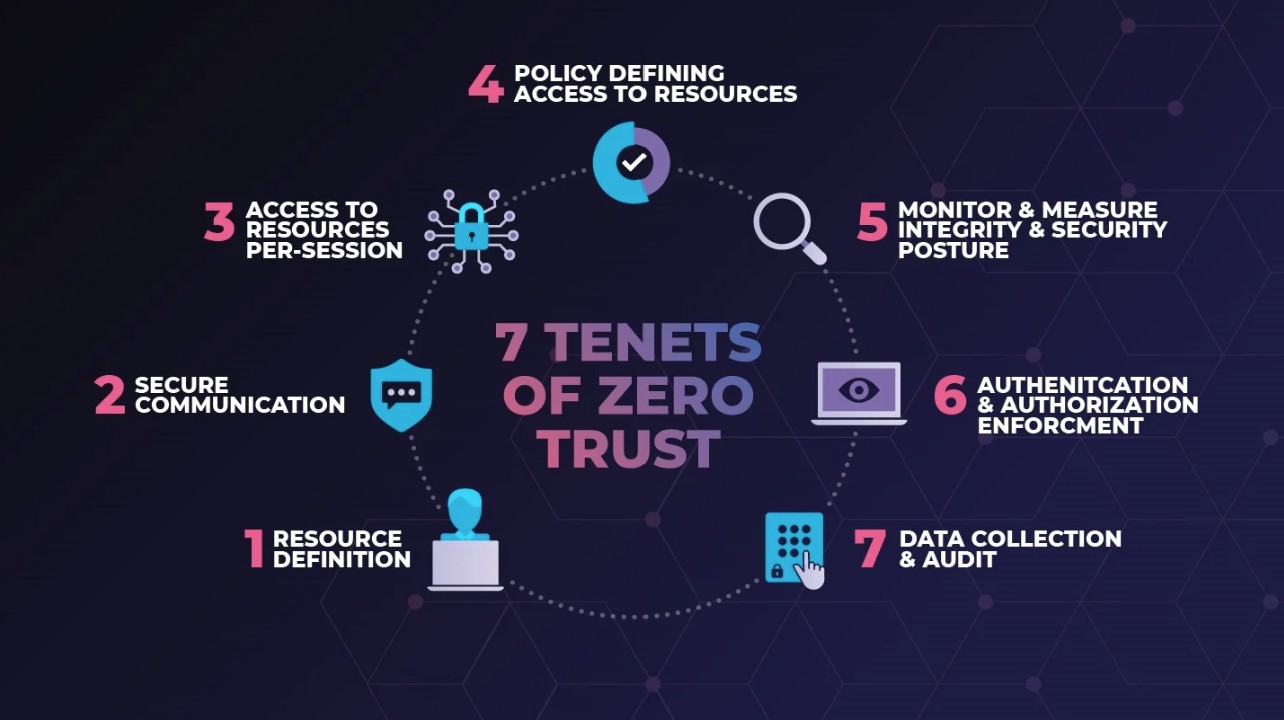 4 POLICY DEFINING
ACCESS TO RESOURCES
3 ACCESS TO
RESOURCES
PER-SESSION
5 MONITOR & MEASURE
INTEGRITY & SECURITY
POSTURE
7 TENETS
OF ZERO
TRUST
2 SECURE
COMMUNICATION
6 AUTHENITCATION
& AUTHORIZATION
ENFORCMENT
1 RESOURCE
DEFINITION
7 DATA COLLECTION
& AUDIT